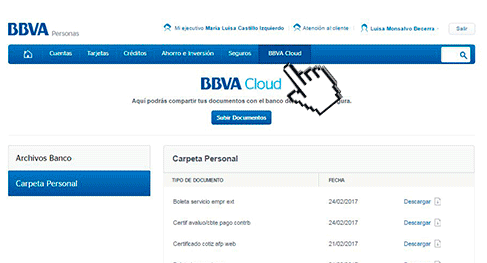 BBVA Personas
Mi ejecutivo Maria Luisa Castillo Izquierdo Atención al cliente Luisa Monsalvo Becerra Salir
Cuentas Tarjetas Créditos Ahorro e Inversión Seguros BBVA Cloud
BBVA Cloud
Aquí podrás compartir tus documentos con el banco de gura.
Subir Documentos
Archivos Banco
Carpeta Personal
Carpeta Personal
TIPO DE DOCUMENTO FECHA
Boleta servicio empr ext 24/02/2017 Descargar
Certif avaluo/cbte pago contrb 24/02/2017 Descargar
Certificado cotiz afp web 21/02/2017 Descargar